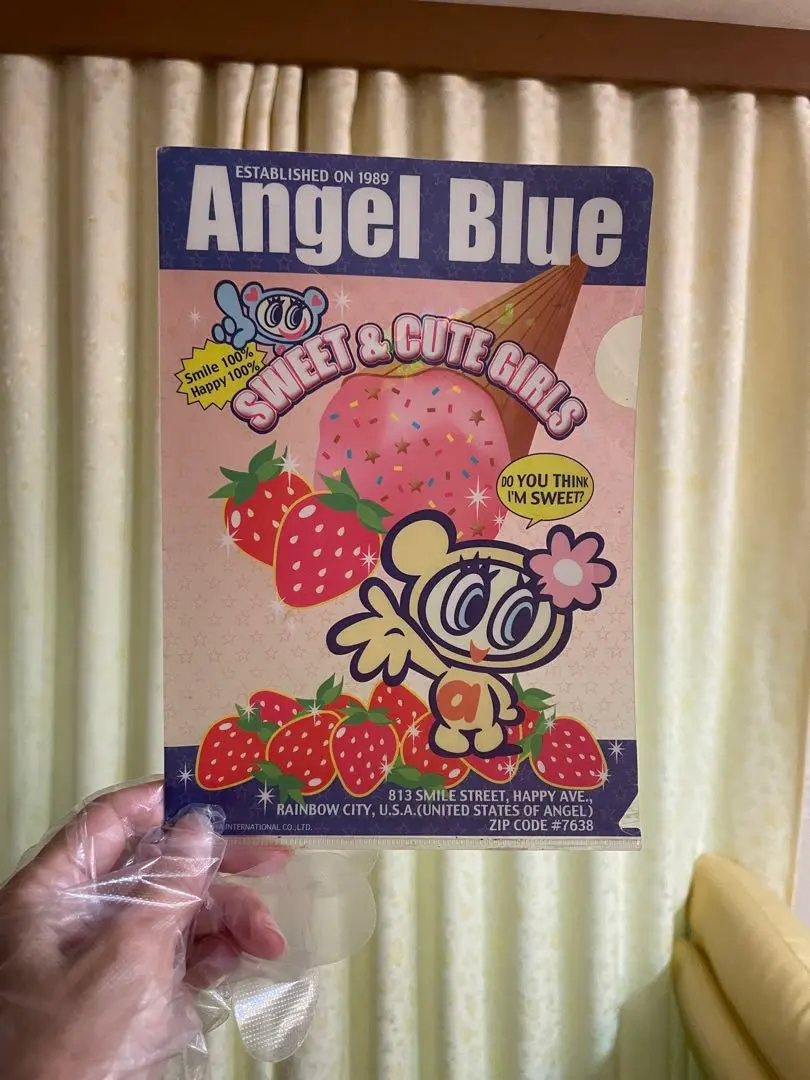 ESTABLISHED ON 1989
Angel Blue
Smile 100%
Happy 100%
SWEET & CUTE GIRLS
DO YOU THINK
I'M SWEET?
a
813 SMILE STREET, HAPPY AVE.,
RAINBOW CITY, U.S.A.(UNITED STATES OF ANGEL)
ZIP CODE #7638
INTERNATIONAL CO.,LTD.